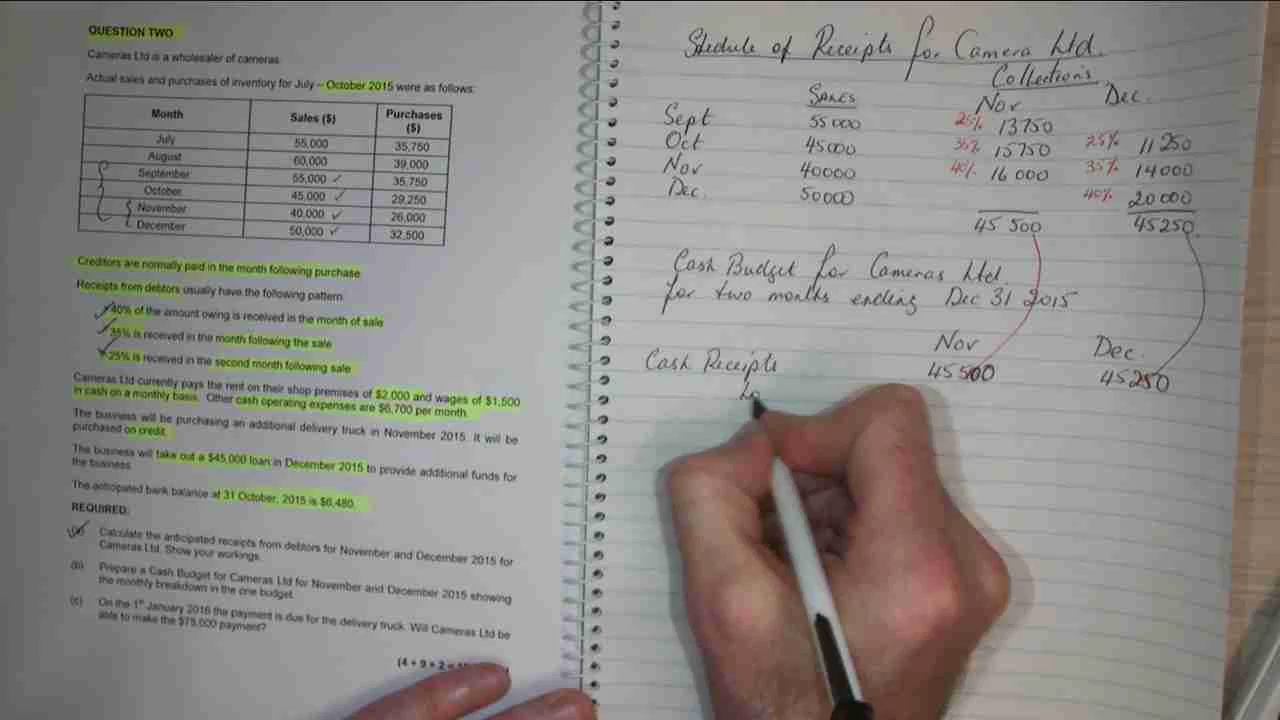 QUESTION TWO
Cameras Ltd is a wholesaler of cameras.
Actual sales and purchases of inventory for July – October 2015 were as follows:
Month Sales ($) Purchases ($)
July 55,000 35,750
August 60,000 39,000
September 55,000 ✓ 35,750
October 45,000 ✓ 29,250
November 40,000 ✓ 26,000
December 50,000 ✓ 32,500
Creditors are normally paid in the month following purchase
Receipts from debtors usually have the following pattern
40% of the amount owing is received in the month of sale
35% is received in the month following the sale
25% is received in the second month following sale
Cameras Ltd currently pays the rent on their shop premises of $2,000 and wages of $1,500
in cash on a monthly basis. Other cash operating expenses are $6,700 per month.
The business will be purchasing an additional delivery truck in November 2015. It will be
purchased on credit.
The business will take out a $45,000 loan in December 2015 to provide additional funds for
the business.
The anticipated bank balance at 31 October, 2015 is $6,480.
REQUIRED:
(a) Calculate the anticipated receipts from debtors for November and December 2015 for
Cameras Ltd. Show your workings.
(b) Prepare a Cash Budget for Cameras Ltd for November and December 2015 showing
the monthly breakdown in the one budget.
(c) On the 1st January 2016 the payment is due for the delivery truck. Will Cameras Ltd be
able to make the $75,000 payment?
(4 + 9 + 2
Schedule of Receipts for Camera Ltd.
Collections
SALES Nov Dec.
Sept 55000 25% 13750
Oct 45000 35% 15750 25% 11250
Nov 40000 40% 16000 35% 14000
Dec. 50000 40% 20000
45500 45250
Cash Budget for Cameras Ltd
for two months ending Dec 31 2015
Nov Dec.
Cash Receipts 45500 45250